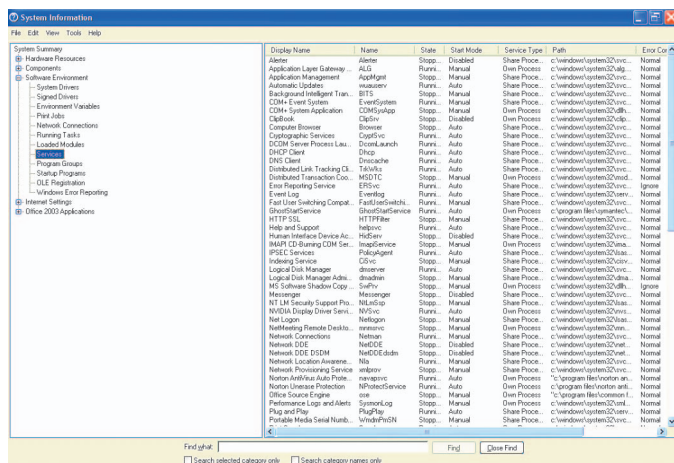 System Information
File Edit View Tools Help
System Summary
Hardware Resources
Components
Software Environment
System Drivers
Signed Drivers
Environment Variables
Print Jobs
Network Connections
Running Tasks
Loaded Modules
Services
Program Groups
Startup Programs
OLE Registration
Windows Error Reporting
Internet Settings
Office 2003 Applications
Display Name Name State Start Mode Service Type Path Error Cor
Alerter Alerter Stopp... Disabled Share Proce... c:\windows\system32\svc... Normal
Application Layer Gateway ... ALG Runni... Manual Own Process c:\windows\system32\alg... Normal
Application Management AppMgmt Stopp... Manual Share Proce... c:\windows\system32\svc... Normal
Automatic Updates wuauserv Runni... Auto Share Proce... c:\windows\system32\svc... Normal
Background Intelligent Tran... BITS Stopp... Manual Share Proce... c:\windows\system32\svc... Normal
COM+ Event System EventSystem Runni... Manual Share Proce... c:\windows\system32\svc... Normal
COM+ System Application COMSysApp Stopp... Manual Own Process c:\windows\system32\dllh... Normal
ClipBook ClipSrv Stopp... Disabled Own Process c:\windows\system32\clip... Normal
Computer Browser Browser Stopp... Auto Share Proce... c:\windows\system32\svc... Normal
Cryptographic Services CryptSvc Runni... Auto Share Proce... c:\windows\system32\svc... Normal
DCOM Server Process Lau... DcomLaunch Runni... Auto Share Proce... c:\windows\system32\svc... Normal
DHCP Client Dhcp Runni... Auto Share Proce... c:\windows\system32\svc... Normal
DNS Client Dnscache Runni... Auto Share Proce... c:\windows\system32\svc... Normal
Distributed Link Tracking Cli... TrkWks Runni... Auto Share Proce... c:\windows\system32\svc... Normal
Distributed Transaction Coo... MSDTC Stopp... Manual Own Process c:\windows\system32\msd... Normal
Error Reporting Service ERSvc Runni... Auto Share Proce... c:\windows\system32\svc... Ignore
Event Log Eventlog Runni... Auto Share Proce... c:\windows\system32\serv... Normal
Fast User Switching Compat... FastUserSwitchi... Runni... Manual Share Proce... c:\windows\system32\svc... Normal
GhostStartService GhostStartService Runni... Auto Own Process c:\program files\symantec\... Normal
HTTP SSL HTTPFilter Stopp... Manual Share Proce... c:\windows\system32\svc... Normal
Help and Support helpsvc Runni... Auto Share Proce... c:\windows\system32\svc... Normal
Human Interface Device Ac... HidServ Stopp... Disabled Share Proce... c:\windows\system32\svc... Normal
IMAPI CD-Burning COM Ser... ImapiService Stopp... Manual Own Process c:\windows\system32\ima... Normal
IPSEC Services PolicyAgent Runni... Auto Share Proce... c:\windows\system32\lsas... Normal
Indexing Service CiSvc Stopp... Manual Share Proce... c:\windows\system32\cisv... Normal
Logical Disk Manager dmserver Runni... Auto Share Proce... c:\windows\system32\svc... Normal
Logical Disk Manager Admi... dmadmin Stopp... Manual Share Proce... c:\windows\system32\dma... Normal
MS Software Shadow Copy ... SwPrv Stopp... Manual Own Process c:\windows\system32\dllh... Ignore
Messenger Messenger Stopp... Disabled Share Proce... c:\windows\system32\svc... Normal
NT LM Security Support Pro... NtLmSsp Stopp... Manual Share Proce... c:\windows\system32\lsas... Normal
NVIDIA Display Driver Servi... NVSvc Runni... Auto Own Process c:\windows\system32\nvs... Normal
Net Logon Netlogon Stopp... Manual Share Proce... c:\windows\system32\lsas... Normal
NetMeeting Remote Deskto... mnmsrvc Stopp... Manual Own Process c:\windows\system32\mn... Normal
Network Connections Netman Runni... Manual Share Proce... c:\windows\system32\svc... Normal
Network DDE NetDDE Stopp... Disabled Share Proce... c:\windows\system32\net... Normal
Network DDE DSDM NetDDEdsdm Stopp... Disabled Share Proce... c:\windows\system32\net... Normal
Network Location Awarene... Nla Runni... Manual Share Proce... c:\windows\system32\svc... Normal
Network Provisioning Service xmlprov Stopp... Manual Share Proce... c:\windows\system32\svc... Normal
Norton AntiVirus Auto Prote... navapsvc Runni... Auto Own Process "c:\program files\norton an... Normal
Norton Unerase Protection NProtectService Runni... Auto Own Process c:\program files\norton anti... Normal
Office Source Engine ose Stopp... Manual Own Process "c:\program files\common f... Normal
Performance Logs and Alerts SysmonLog Stopp... Manual Own Process c:\windows\system32\sml... Normal
Plug and Play PlugPlay Runni... Auto Share Proce... c:\windows\system32\serv... Normal
Portable Media Serial Numb... WmdmPmSN Stopp... Manual Share Proce... c:\windows\system32\svc... Normal
Find what: Find Close Find
Search selected category only Search category names only